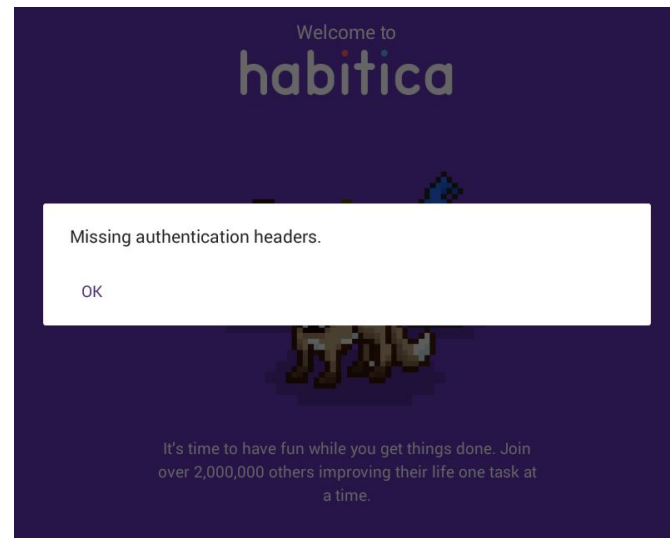 Welcome to
habitica
Missing authentication headers.
OK
It's time to have fun while you get things done. Join
over 2,000,000 others improving their life one task at
a time.